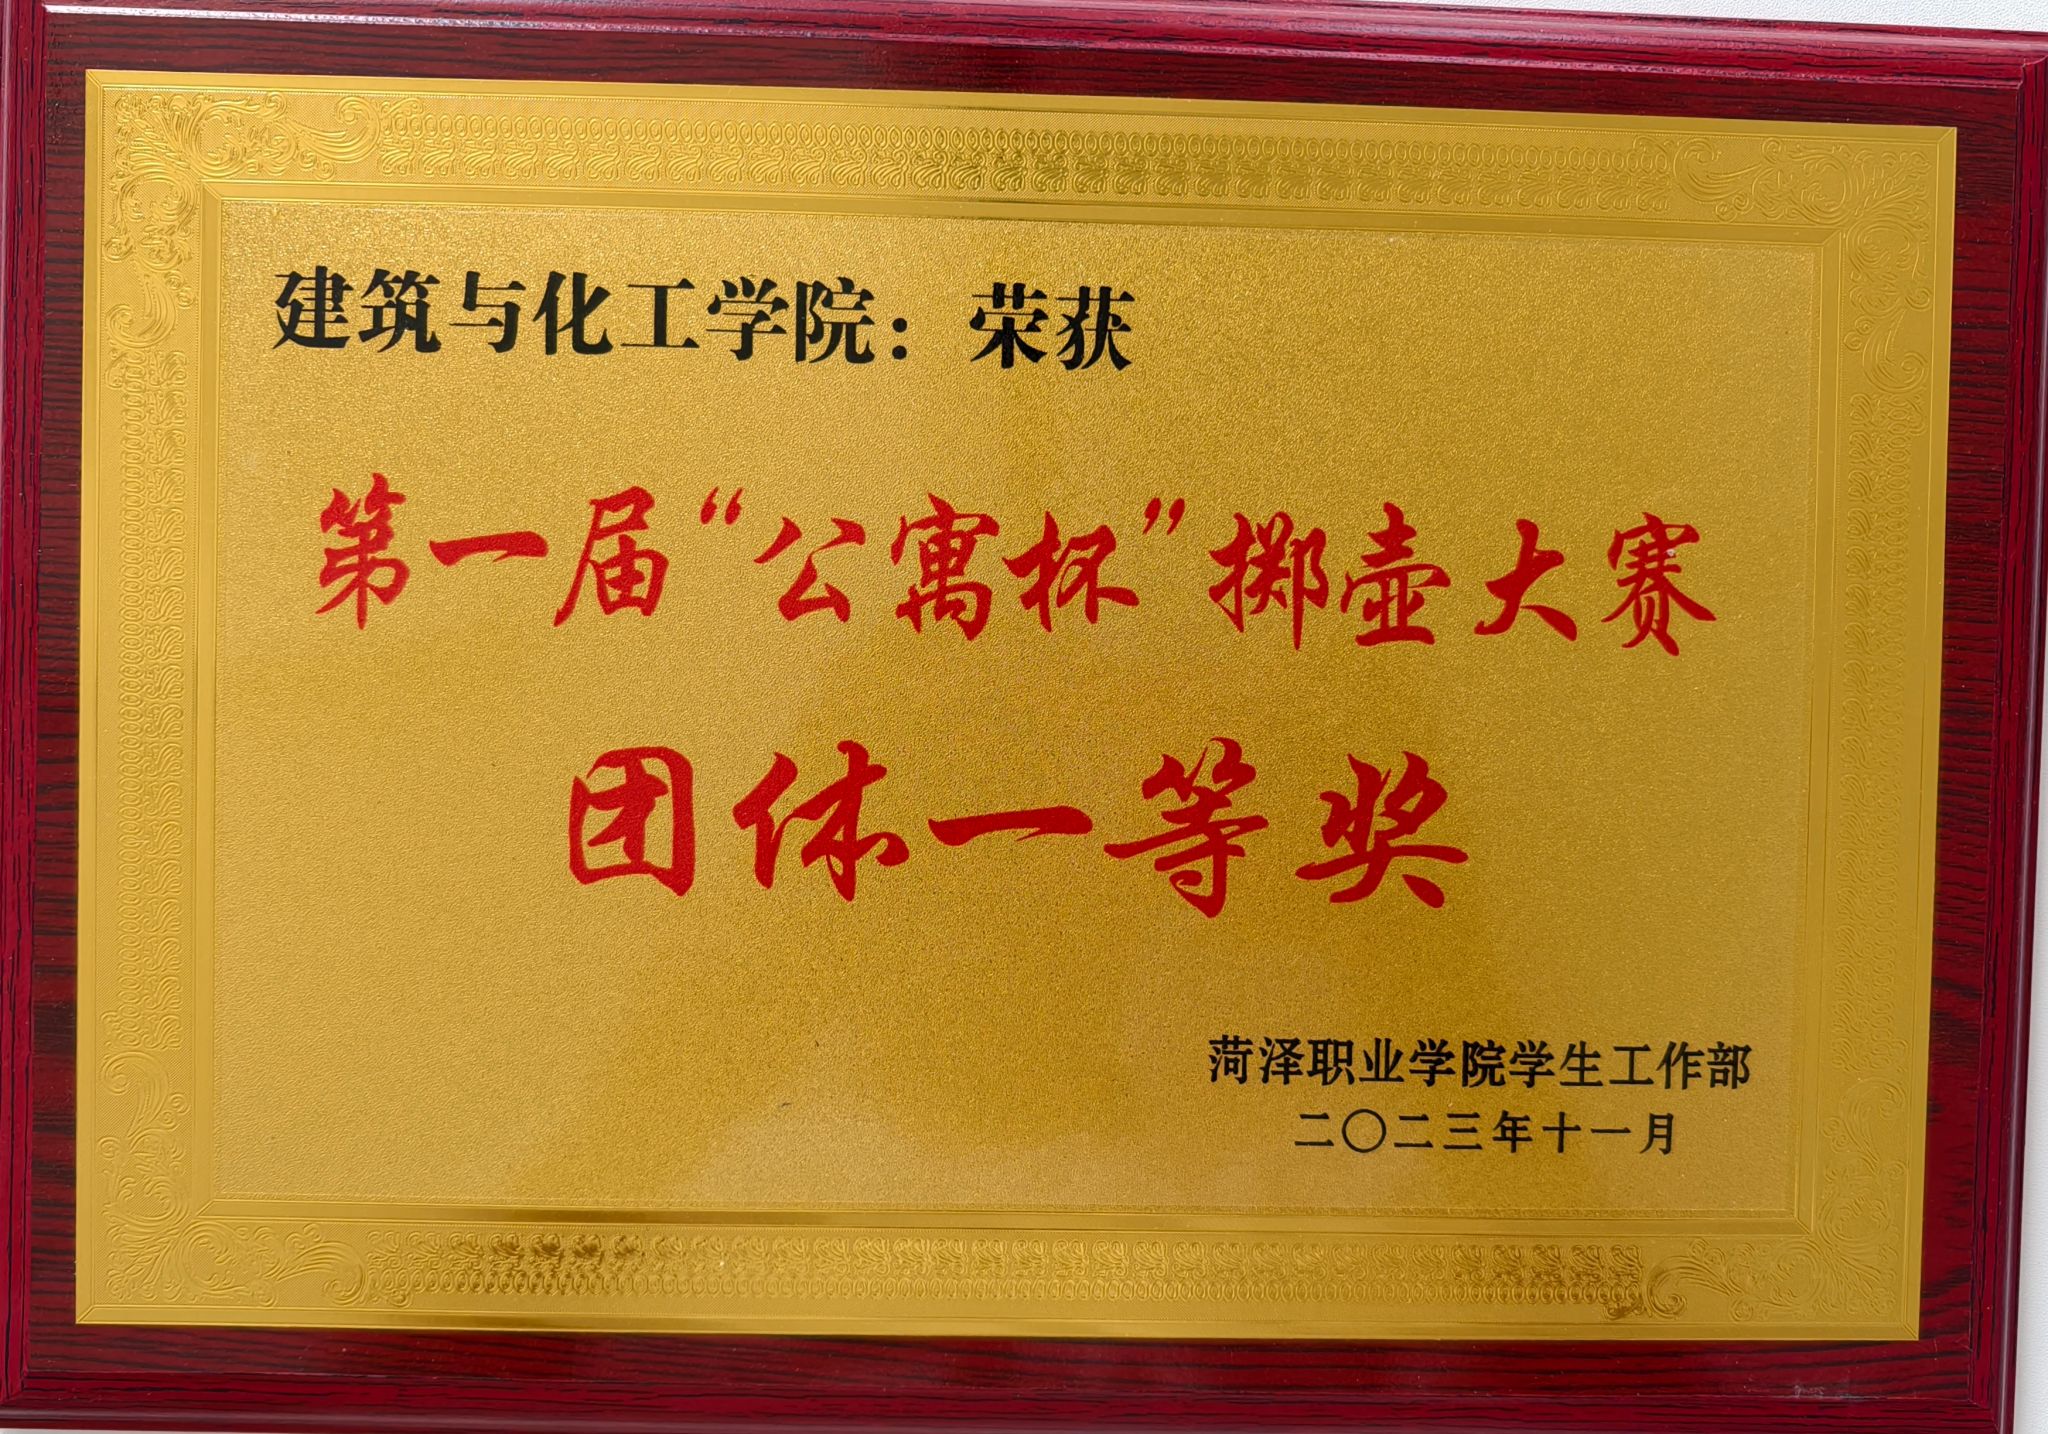 建筑与化工学院：荣获
第一届“公寓杯”掷壶大赛
团体一等奖
菏泽职业学院学生工作部
二〇二三年十一月